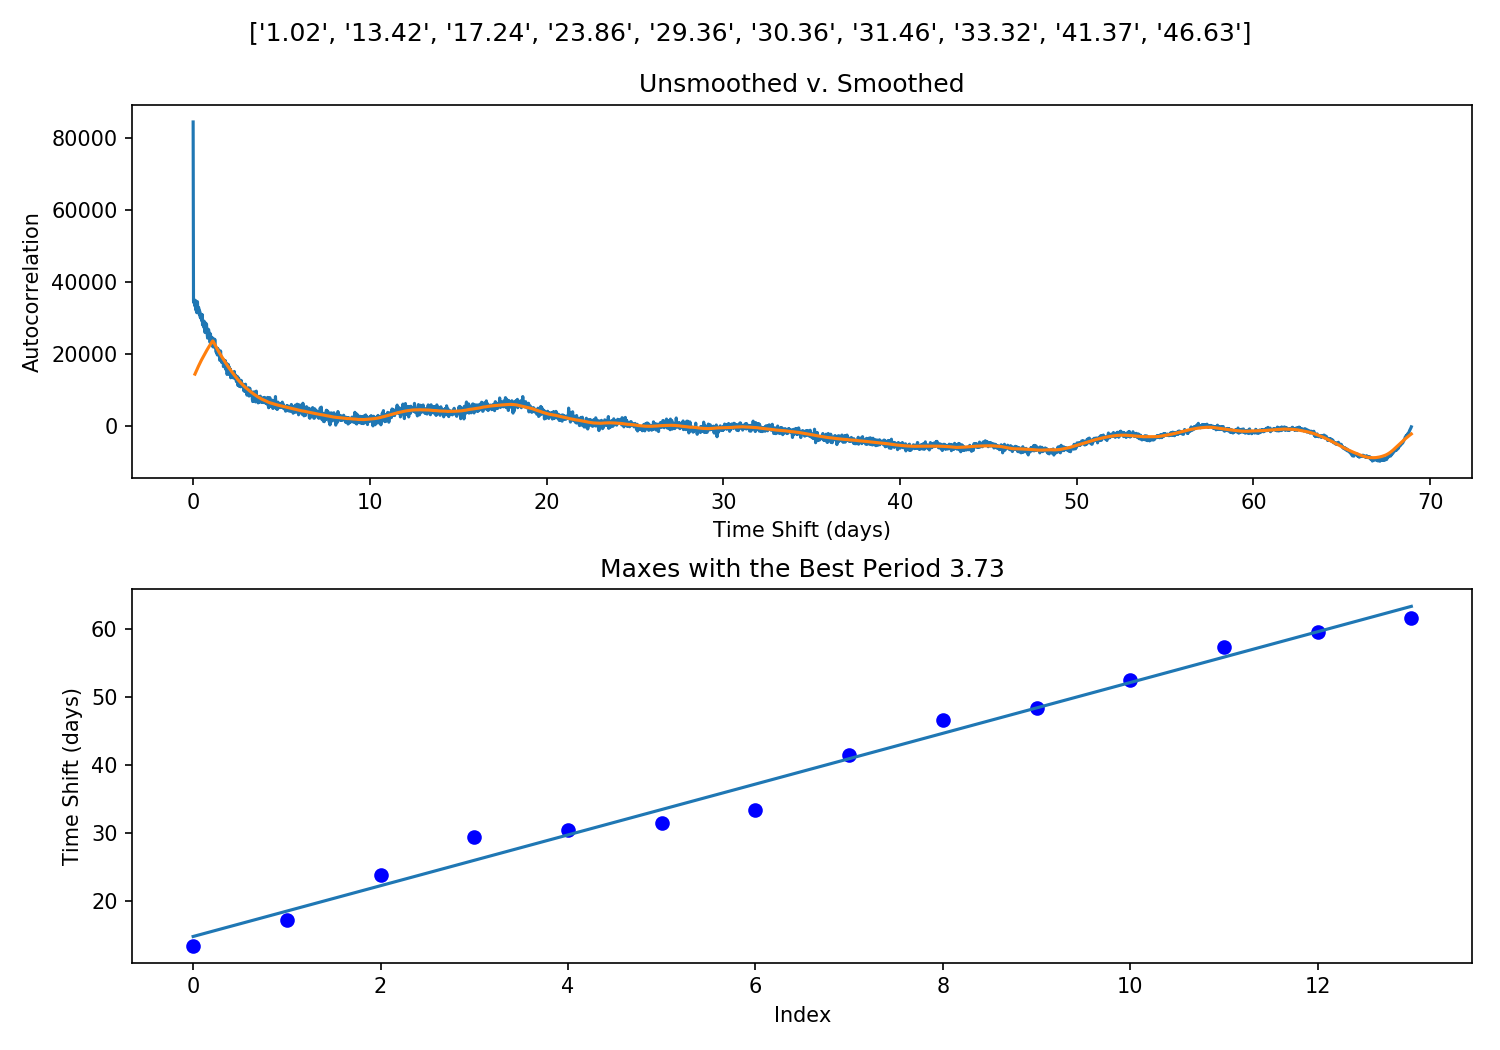 ['1.02', '13.42', '17.24', '23.86', '29.36', '30.36', '31.46', '33.32', '41.37', '46.63']
Unsmoothed v. Smoothed
Autocorrelation
80000
60000
40000
20000
0
0 10 20 30 40 50 60 70
Time Shift (days)
Maxes with the Best Period 3.73
Time Shift (days)
60
50
40
30
20
0 2 4 6 8 10 12
Index